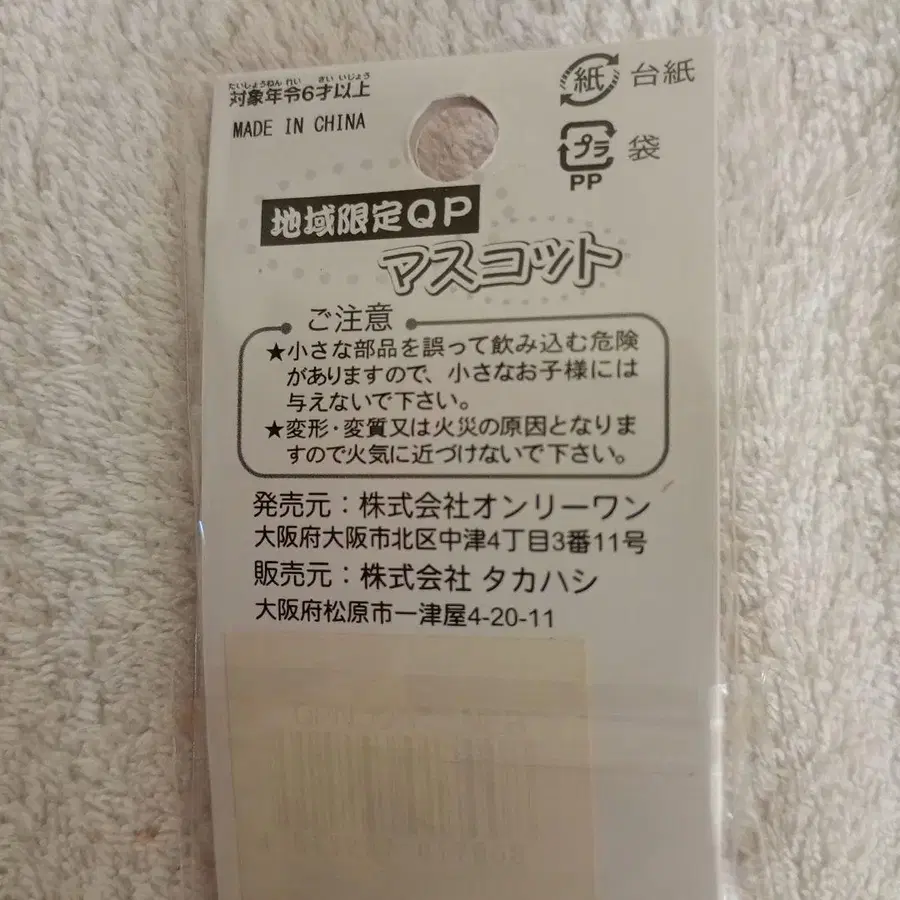 たいしょうねんれい さいいじょう
対象年令6才以上
MADE IN CHINA
紙 台紙
プラ 袋
PP
地域限定QP
マスコット
ご注意
★小さな部品を誤って飲み込む危険
がありますので、小さなお子様には
与えないで下さい。
★変形・変質又は火災の原因となりま
すので火気に近づけないで下さい。
発売元：株式会社オンリーワン
大阪府大阪市北区中津4丁目3番11号
販売元：株式会社 タカハシ
大阪府松原市一津屋4-20-11